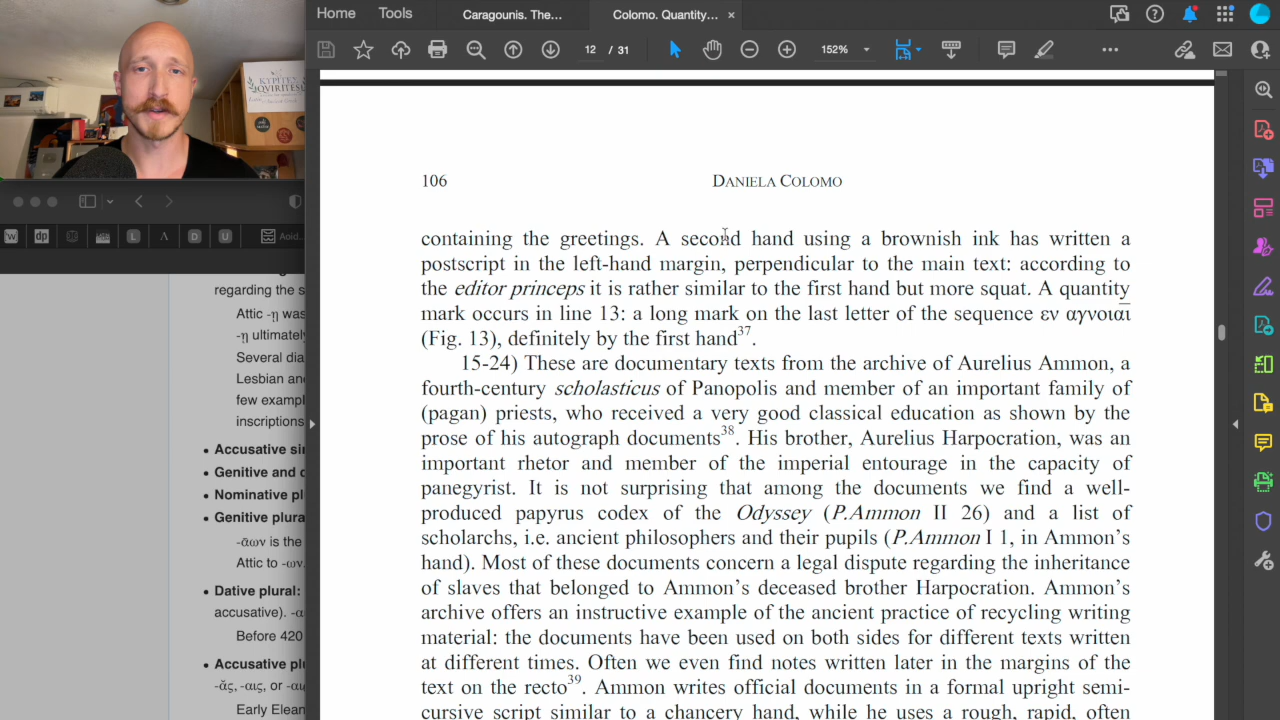 Home Tools Caragounis. The... Colomo. Quantity... ×
12 / 31 152%
ΚΥΡΙΤΕΣ
QVIRITES
106 DANIELA COLOMO
containing the greetings. A second hand using a brownish ink has written a
postscript in the left-hand margin, perpendicular to the main text: according to
the editor princeps it is rather similar to the first hand but more squat. A quantity
mark occurs in line 13: a long mark on the last letter of the sequence εν αγνοιαῑ
(Fig. 13), definitely by the first hand37.
15-24) These are documentary texts from the archive of Aurelius Ammon, a
fourth-century scholasticus of Panopolis and member of an important family of
(pagan) priests, who received a very good classical education as shown by the
prose of his autograph documents38. His brother, Aurelius Harpocration, was an
important rhetor and member of the imperial entourage in the capacity of
panegyrist. It is not surprising that among the documents we find a well-
produced papyrus codex of the Odyssey (P.Ammon II 26) and a list of
scholarchs, i.e. ancient philosophers and their pupils (P.Ammon I 1, in Ammon's
hand). Most of these documents concern a legal dispute regarding the inheritance
of slaves that belonged to Ammon's deceased brother Harpocration. Ammon's
archive offers an instructive example of the ancient practice of recycling writing
material: the documents have been used on both sides for different texts written
at different times. Often we even find notes written later in the margins of the
text on the recto39. Ammon writes official documents in a formal upright semi-
cursive script similar to a chancery hand, while he uses a rough, rapid, often
W dp L Λ D U Aoid
regarding the s
Attic -ῃ was
-ῃ ultimately
Several dia
Lesbian an
few examp
inscriptions
• Accusative si
• Genitive and
• Nominative pl
• Genitive plura
-ᾱων is the
Attic to -ων
• Dative plural:
accusative). -α
Before 420
• Accusative plu
-ᾰς, -αις, or -αι
Early Elean